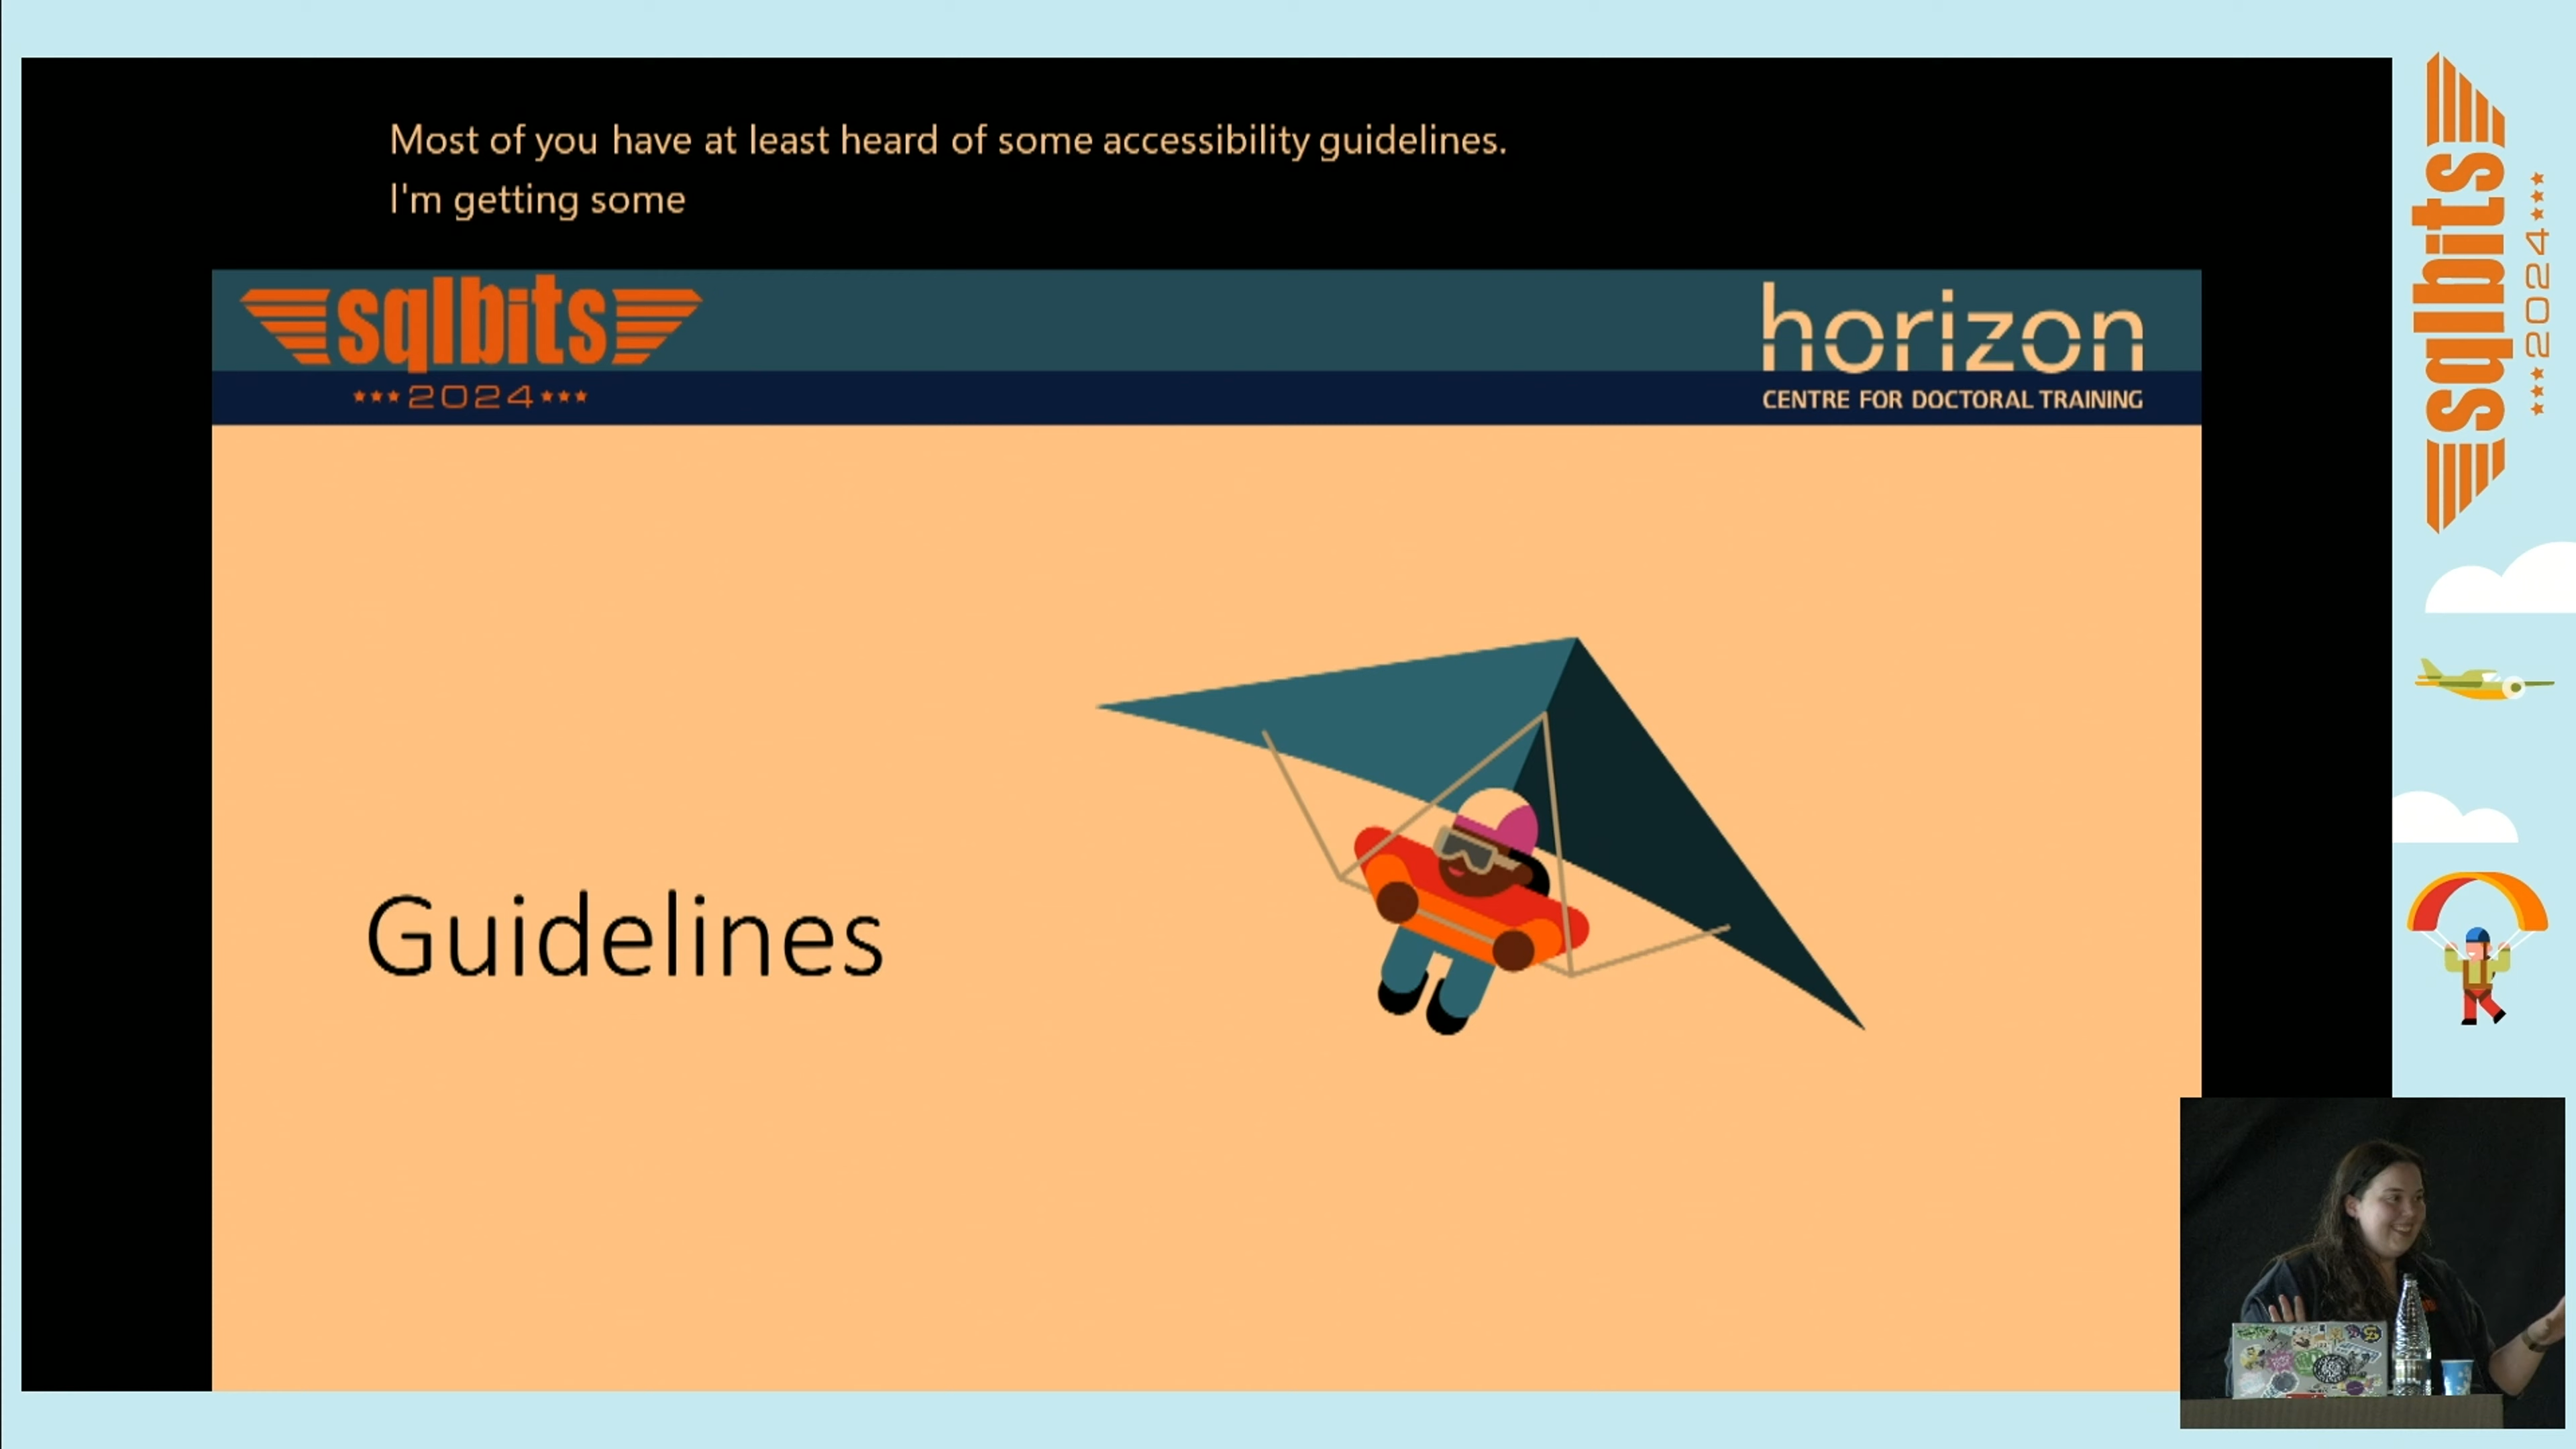 Most of you have at least heard of some accessibility guidelines.
I'm getting some
sqlbits
2024
horizon
CENTRE FOR DOCTORAL TRAINING
Guidelines
sqlbits
2024